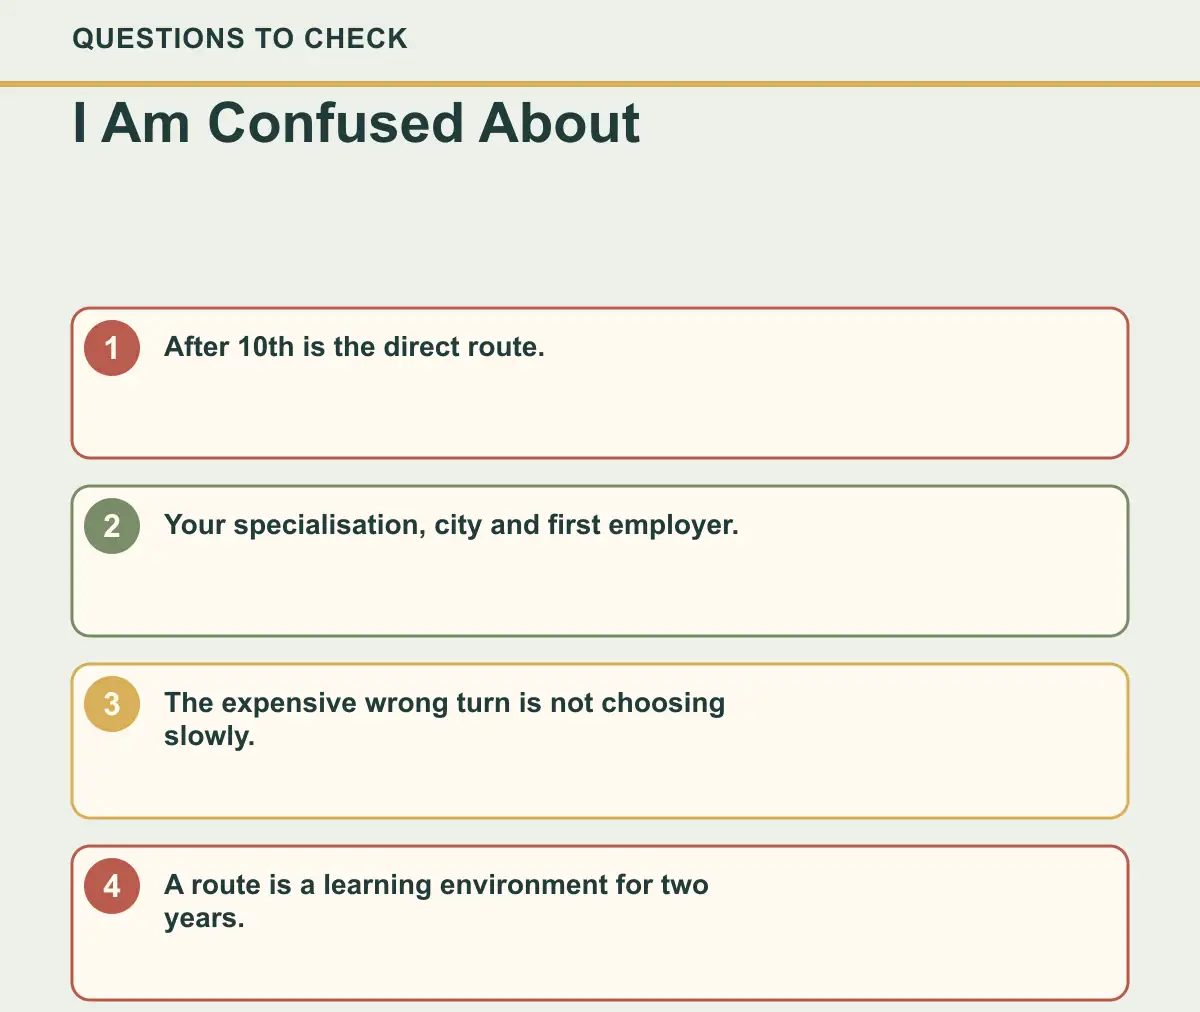 QUESTIONS TO CHECK
I Am Confused About
1
After 10th is the direct route.
2
Your specialisation, city and first employer.
3
The expensive wrong turn is not choosing
slowly.
4
A route is a learning environment for two
years.